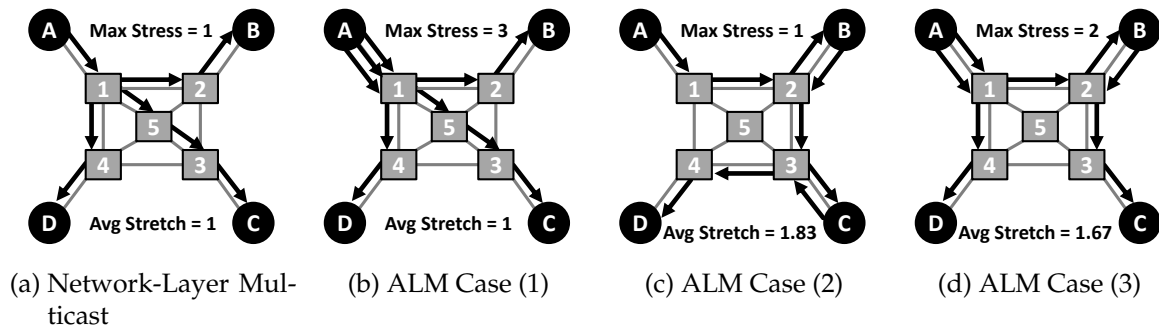 A Max Stress = 1 B
1 2
5
4 3
D Avg Stretch = 1 C
(a) Network-Layer Mul-
ticast
A Max Stress = 3 B
1 2
5
4 3
D Avg Stretch = 1 C
(b) ALM Case (1)
A Max Stress = 1 B
1 2
5
4 3
D Avg Stretch = 1.83 C
(c) ALM Case (2)
A Max Stress = 2 B
1 2
5
4 3
D Avg Stretch = 1.67 C
(d) ALM Case (3)